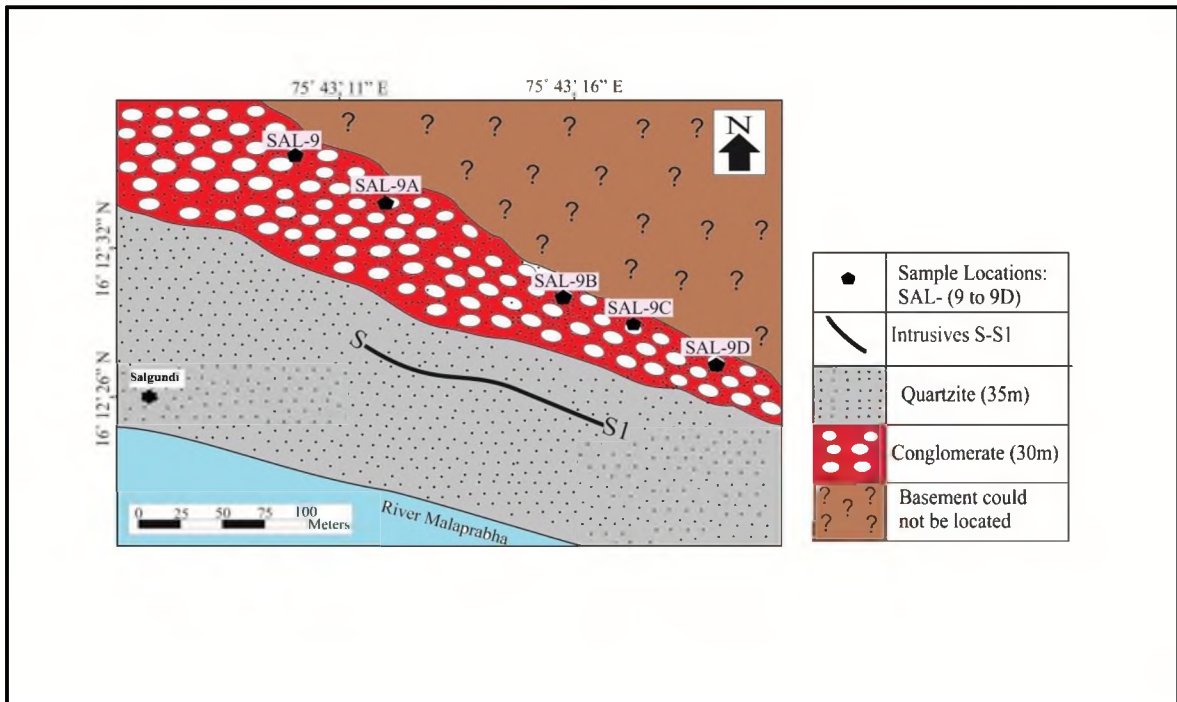 75° 43' 11” E
75° 43' 16” E
? ? ? ? ? ?
N
SAL-9
? ? ? ?
SAL-9A
? ? ? ?
16° 12' 32” N
?
SAL-9B
? ? ?
SAL-9C
?
S
SAL-9D
16° 12' 26” N
Salgundi
S1
0 25 50 75 100
Meters
River Malaprabha
Sample Locations:
SAL- (9 to 9D)
Intrusives S-S1
Quartzite (35m)
Conglomerate (30m)
? ? ?
? ?
Basement could
not be located